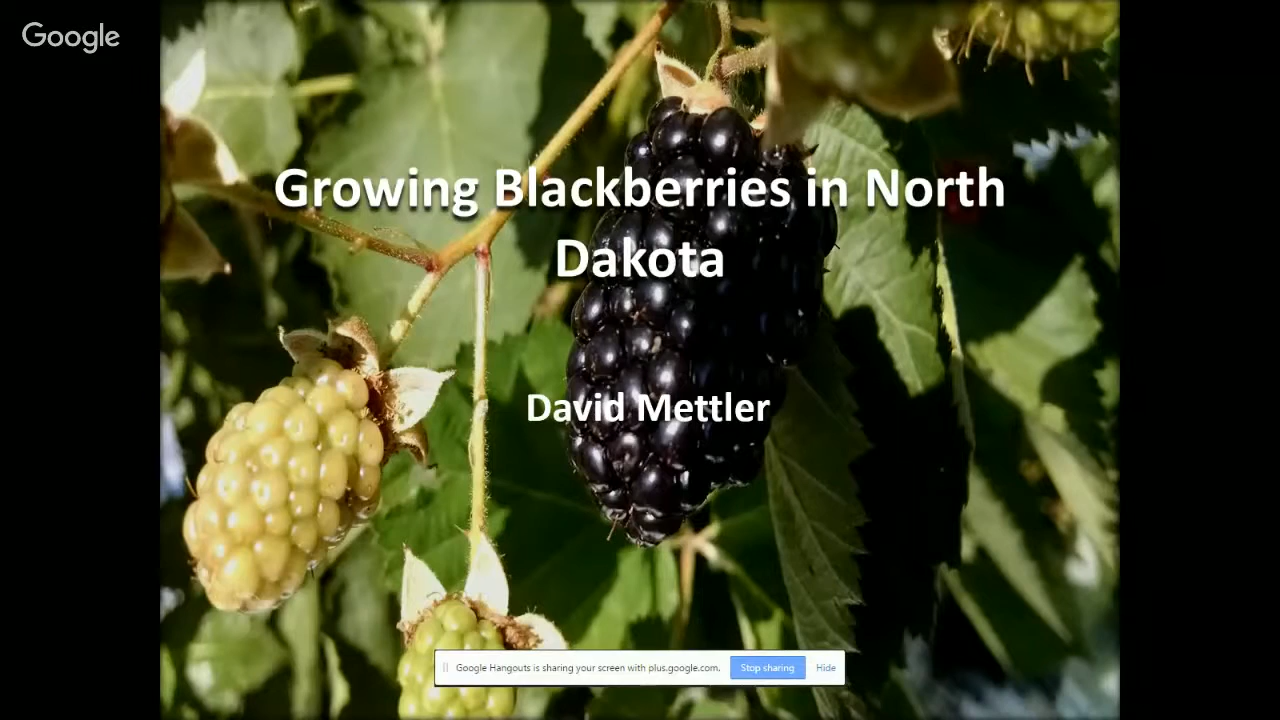 Google
Growing Blackberries in North
Dakota
David Mettler
Google Hangouts is sharing your screen with plus.google.com. Stop sharing Hide